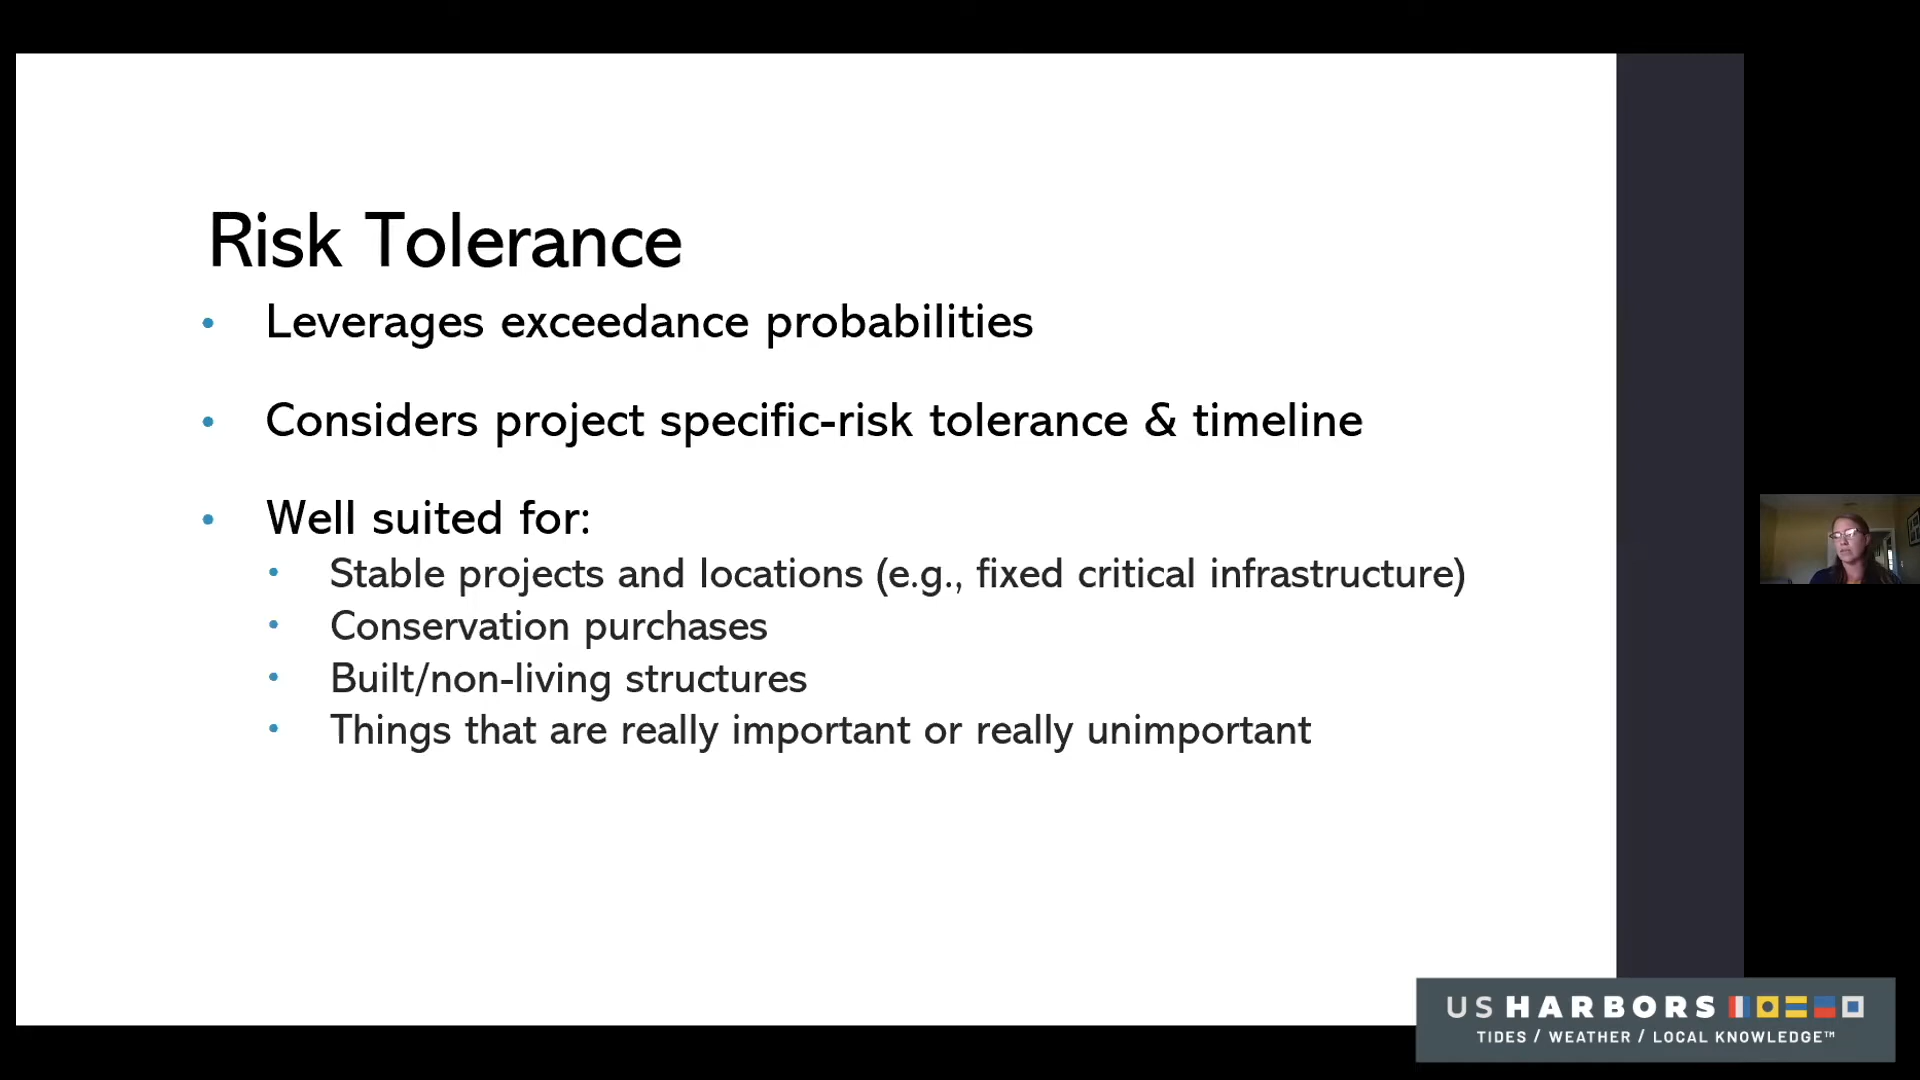 Risk Tolerance
• Leverages exceedance probabilities
• Considers project specific-risk tolerance & timeline
• Well suited for:
• Stable projects and locations (e.g., fixed critical infrastructure)
• Conservation purchases
• Built/non-living structures
• Things that are really important or really unimportant
US HARBORS
TIDES / WEATHER / LOCAL KNOWLEDGE™